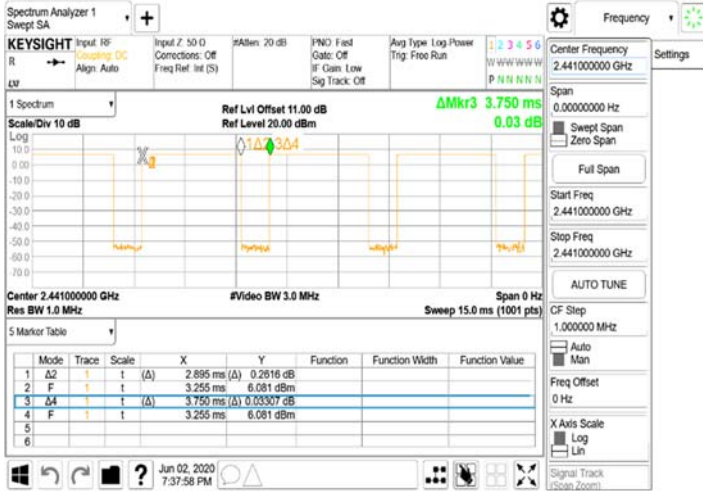 Spectrum Analyzer 1
Swept SA
+
Frequency
KEYSIGHT
Input: RF
Coupling: DC
Align: Auto
Input Z: 50 Ω
Corrections: Off
Freq Ref: Int (S)
#Atten: 20 dB
PNO: Fast
Gate: Off
IF Gain: Low
Sig Track: Off
Avg Type: Log-Power
Trig: Free Run
1 2 3 4 5 6
W W W W W W
P N N N N N
R
LXI
Center Frequency
2.441000000 GHz
Settings
Span
0.00000000 Hz
Swept Span
Zero Span
Full Span
Start Freq
2.441000000 GHz
Stop Freq
2.441000000 GHz
AUTO TUNE
CF Step
1.000000 MHz
Auto
Man
Freq Offset
0 Hz
X Axis Scale
Log
Lin
Signal Track
(Span Zoom)
1 Spectrum
Scale/Div 10 dB
Ref Lvl Offset 11.00 dB
Ref Level 20.00 dBm
ΔMkr3 3.750 ms
0.03 dB
Log
10.0
0.00
-10.0
-20.0
-30.0
-40.0
-50.0
-60.0
-70.0
1Δ2 3Δ4
Center 2.441000000 GHz
#Video BW 3.0 MHz
Span 0 Hz
Res BW 1.0 MHz
Sweep 15.0 ms (1001 pts)
5 Marker Table
Mode Trace Scale X Y Function Function Width Function Value
1 Δ2 1 t (Δ) 2.895 ms (Δ) 0.2616 dB
2 F 1 t 3.255 ms 6.081 dBm
3 Δ4 1 t (Δ) 3.750 ms (Δ) 0.03307 dB
4 F 1 t 3.255 ms 6.081 dBm
5
6
?
Jun 02, 2020
7:37:58 PM